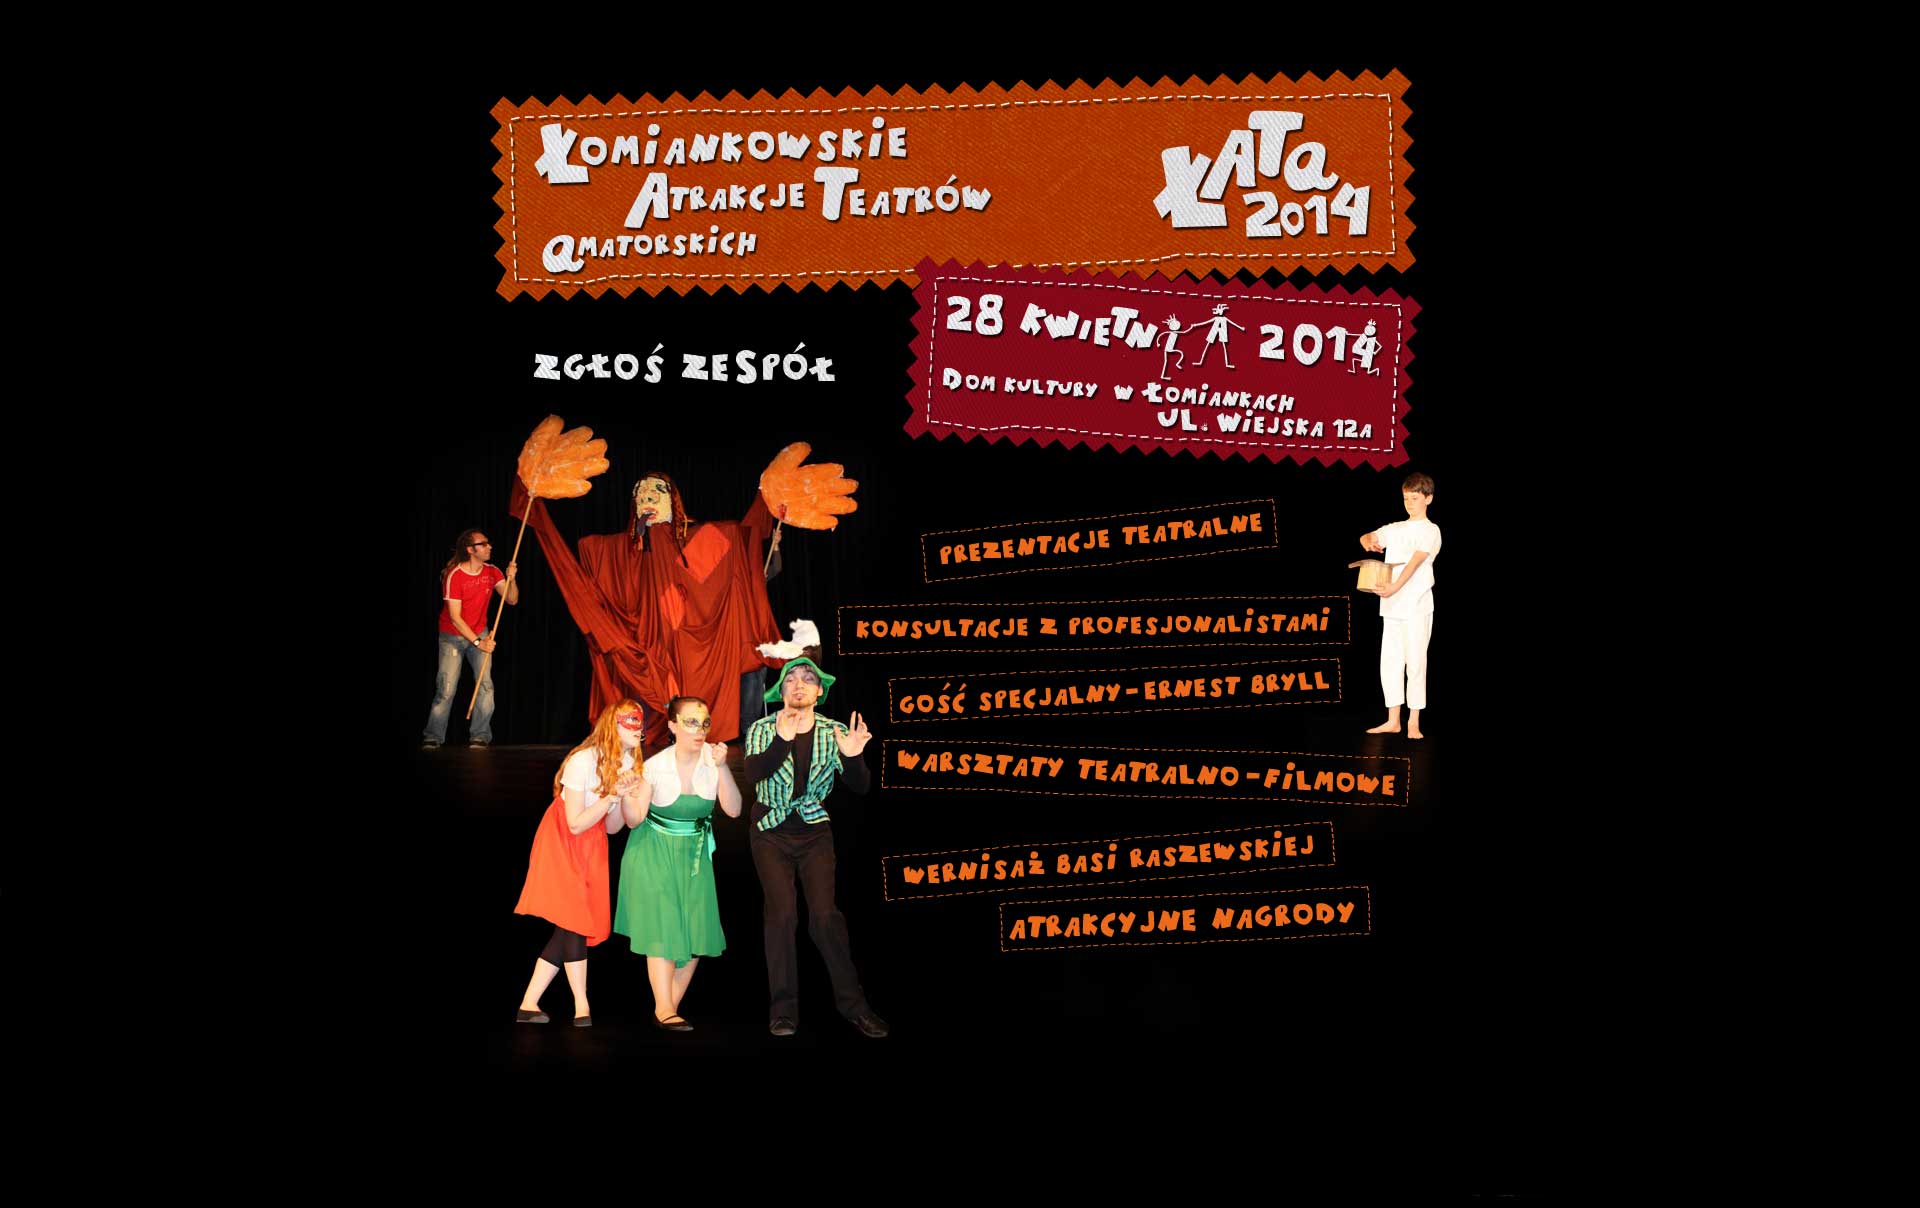 Łomiankowskie
Atrakcje Teatrów
amatorskich
ŁATa
2014
28 kwietnia 2014
Dom kultury w Łomiankach
ul. Wiejska 12a
zgłoś zespół
prezentacje teatralne
konsultacje z profesjonalistami
gość specjalny - Ernest Bryll
warsztaty teatralno - filmowe
wernisaż Basi Raszewskiej
atrakcyjne nagrody